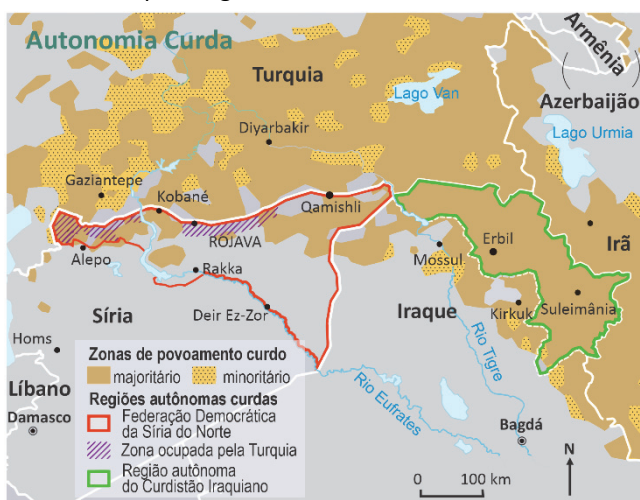 Autonomia Curda
Armênia
Turquia
Azerbaijão
Lago Van
Lago Urmia
Diyarbakir
Gaziantepe
Kobané
Qamishli
ROJAVA
Erbil
Irã
Alepo
Mossul
Rakka
Síria
Iraque
Kirkuk
Suleimânia
Deir Ez-Zor
Homs
Rio Tigre
Líbano
Rio Eufrates
Damasco
Bagdá
Zonas de povoamento curdo
majoritário
minoritário
Regiões autônomas curdas
Federação Democrática
da Síria do Norte
Zona ocupada pela Turquia
Região autônoma
do Curdistão Iraquiano
N
0 100 km